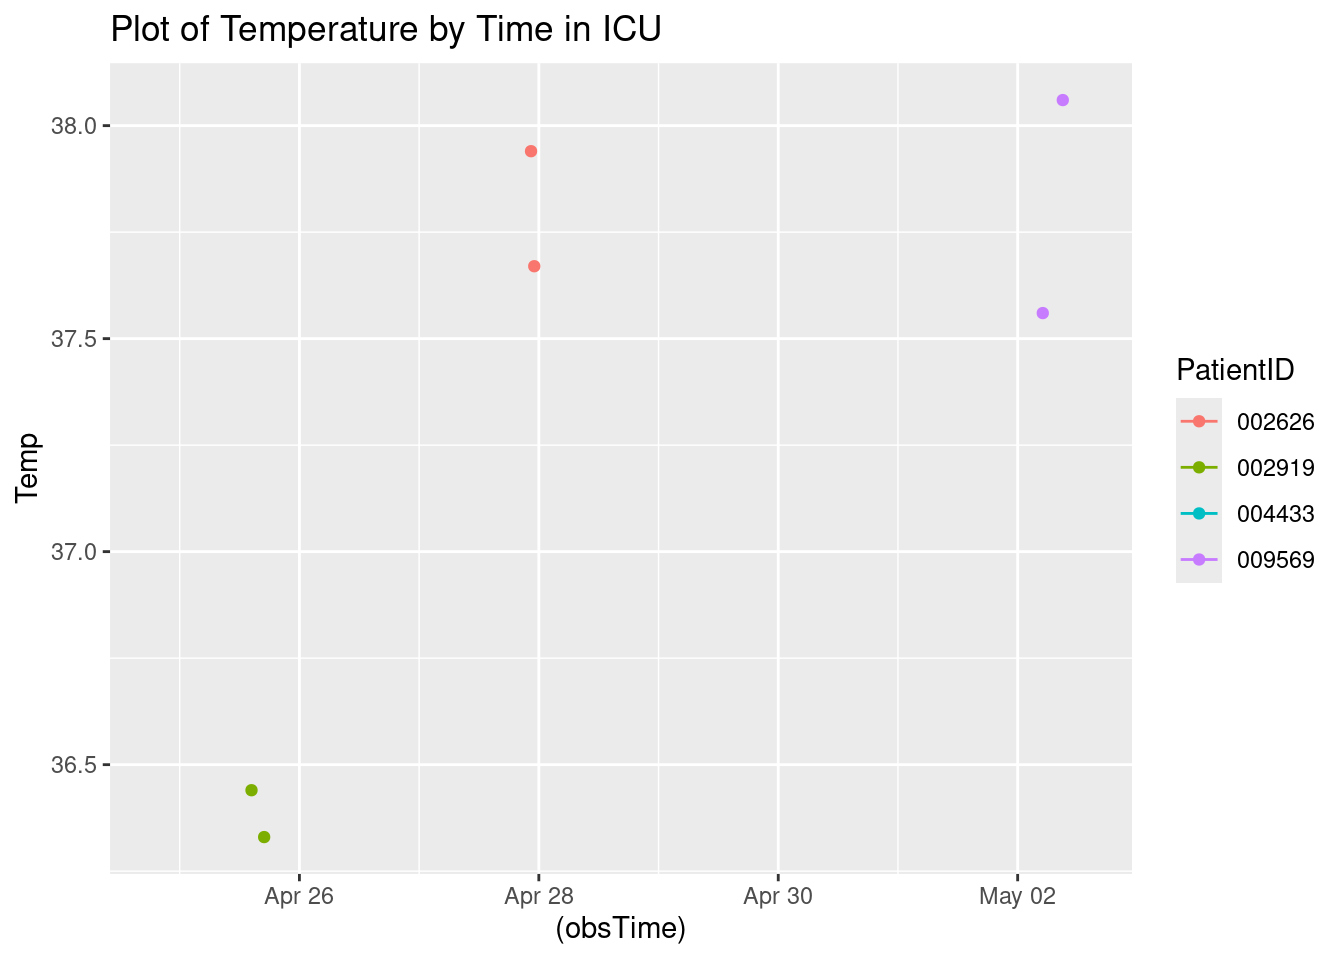 Plot of Temperature by Time in ICU
38.0
37.5
37.0
36.5
Temp
Apr 26
Apr 28
Apr 30
May 02
(obsTime)
PatientID
002626
002919
004433
009569